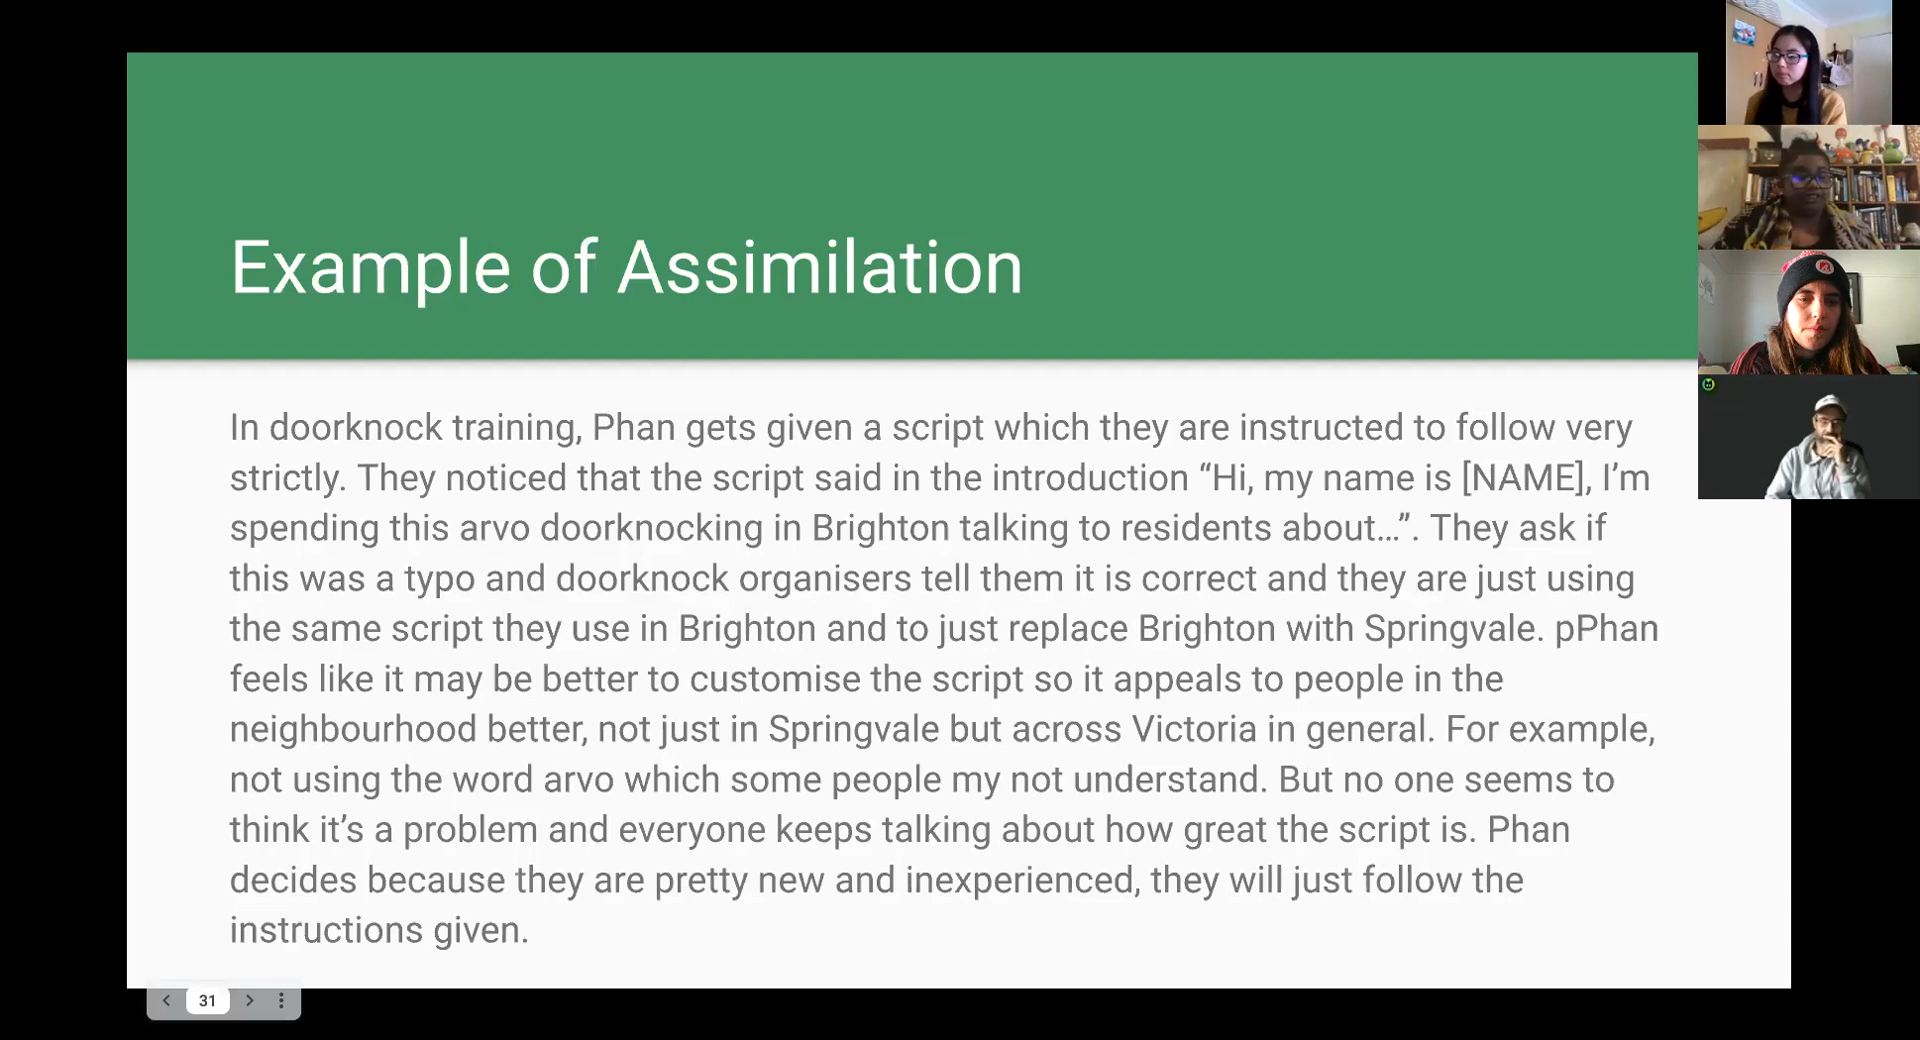 Example of Assimilation
In doorknock training, Phan gets given a script which they are instructed to follow very
strictly. They noticed that the script said in the introduction “Hi, my name is [NAME], I’m
spending this arvo doorknocking in Brighton talking to residents about…”. They ask if
this was a typo and doorknock organisers tell them it is correct and they are just using
the same script they use in Brighton and to just replace Brighton with Springvale. pPhan
feels like it may be better to customise the script so it appeals to people in the
neighbourhood better, not just in Springvale but across Victoria in general. For example,
not using the word arvo which some people my not understand. But no one seems to
think it’s a problem and everyone keeps talking about how great the script is. Phan
decides because they are pretty new and inexperienced, they will just follow the
instructions given.
31